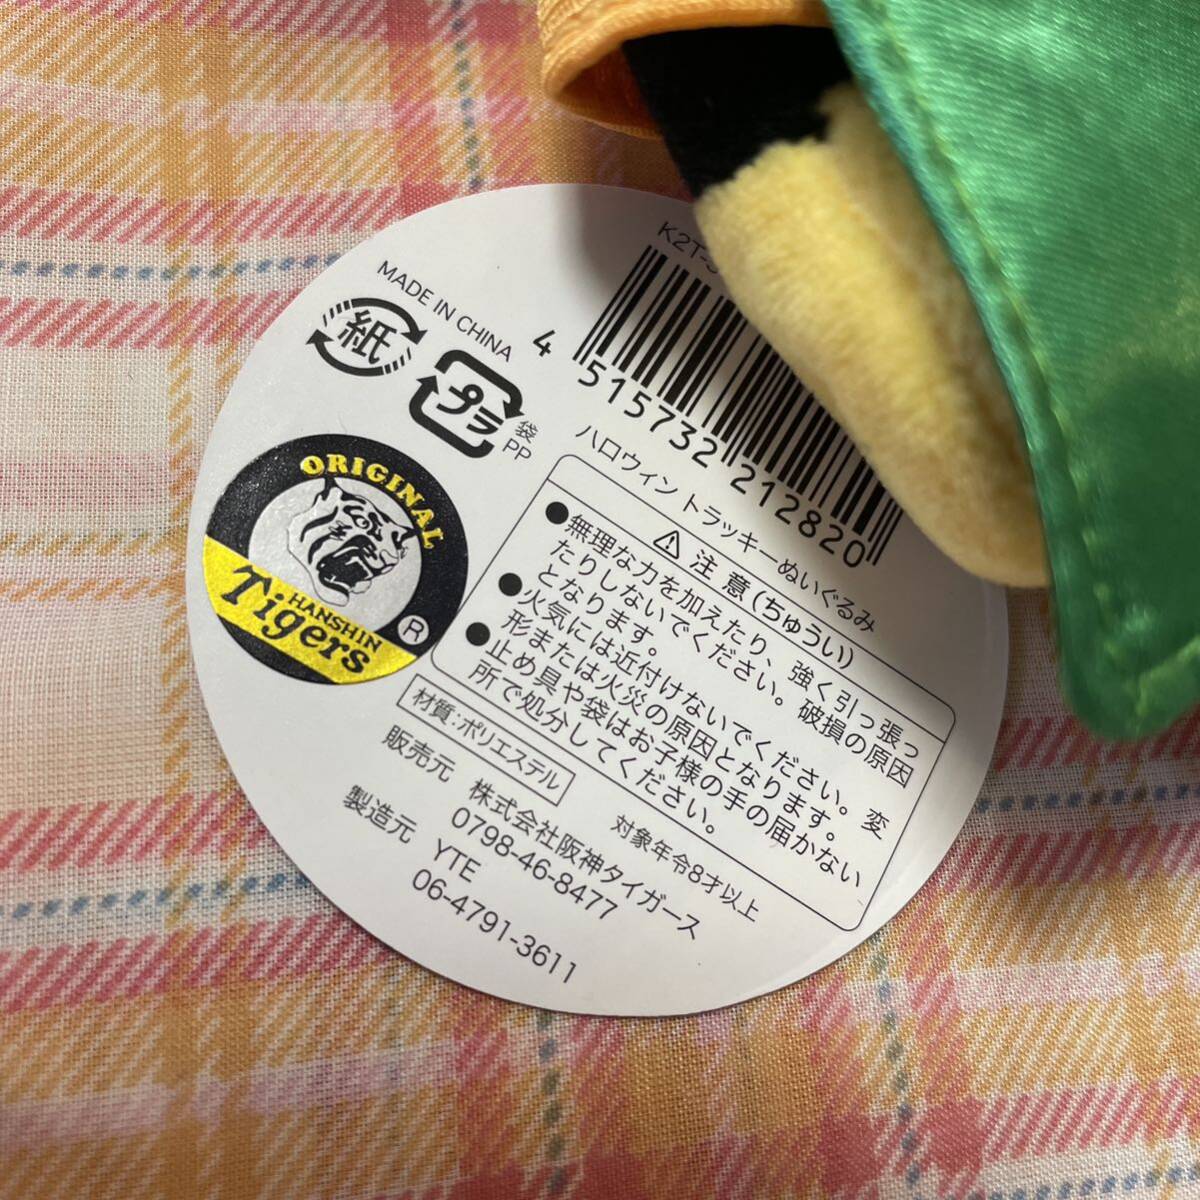 K2T-
4 515732 212820
MADE IN CHINA
紙
プラ
袋
PP
ハロウィン トラッキーぬいぐるみ
ORIGINAL
HANSHIN
Tigers
®
⚠ 注 意(ちゅうい)
●無理な力を加えたり、強く引っ張っ
たりしないでください。破損の原因
となります。
●火気には近付けないでください。変
形または火災の原因となります。
●止め具や袋はお子様の手の届かない
所で処分してください。
対象年令8才以上
材質:ポリエステル
販売元 株式会社阪神タイガース
0798-46-8477
製造元 YTE
06-4791-3611